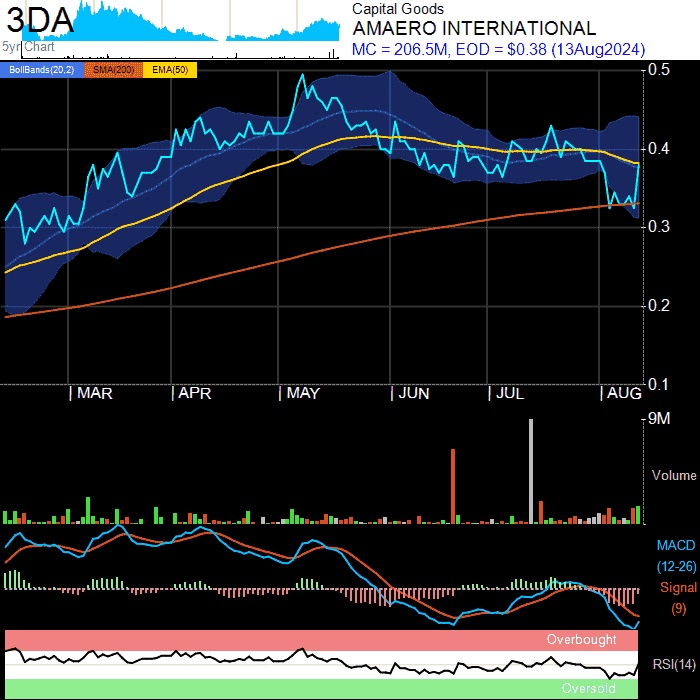 3DA
5yr Chart
Capital Goods
AMAERO INTERNATIONAL
MC = 206.5M, EOD = $0.38 (13Aug2024)
BollBands(20,2) SMA(200) EMA(50)
0.5
0.4
0.3
0.2
0.1
| MAR | APR | MAY | JUN | JUL | AUG
9M
Volume
MACD
(12-26)
Signal
(9)
Overbought
RSI(14)
Oversold